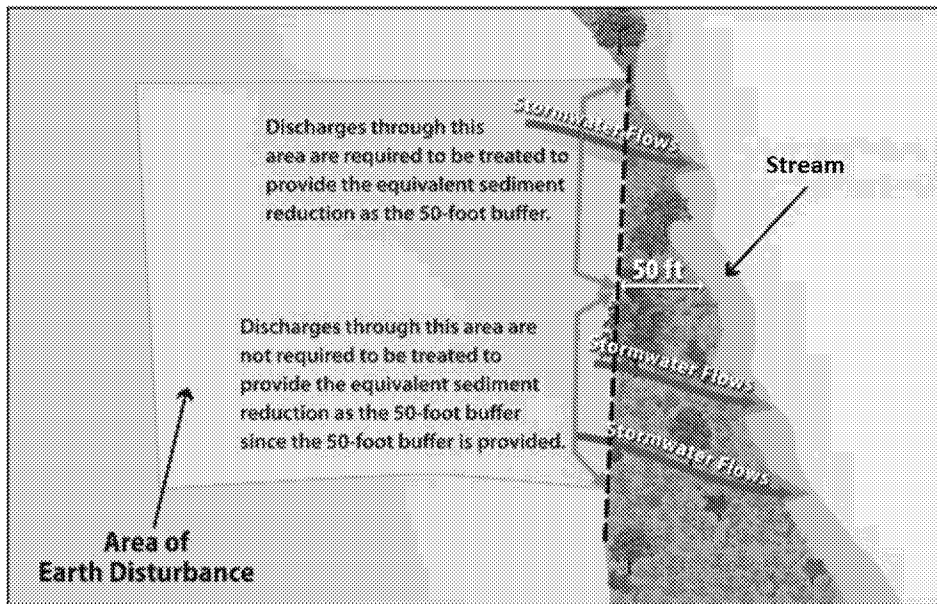 Stormwater Flows
Discharges through this
area are required to be treated to
provide the equivalent sediment
reduction as the 50-foot buffer.
Stream
50 ft
Discharges through this area are
not required to be treated to
provide the equivalent sediment
reduction as the 50-foot buffer
since the 50-foot buffer is provided.
Stormwater Flows
Stormwater Flows
Area of
Earth Disturbance